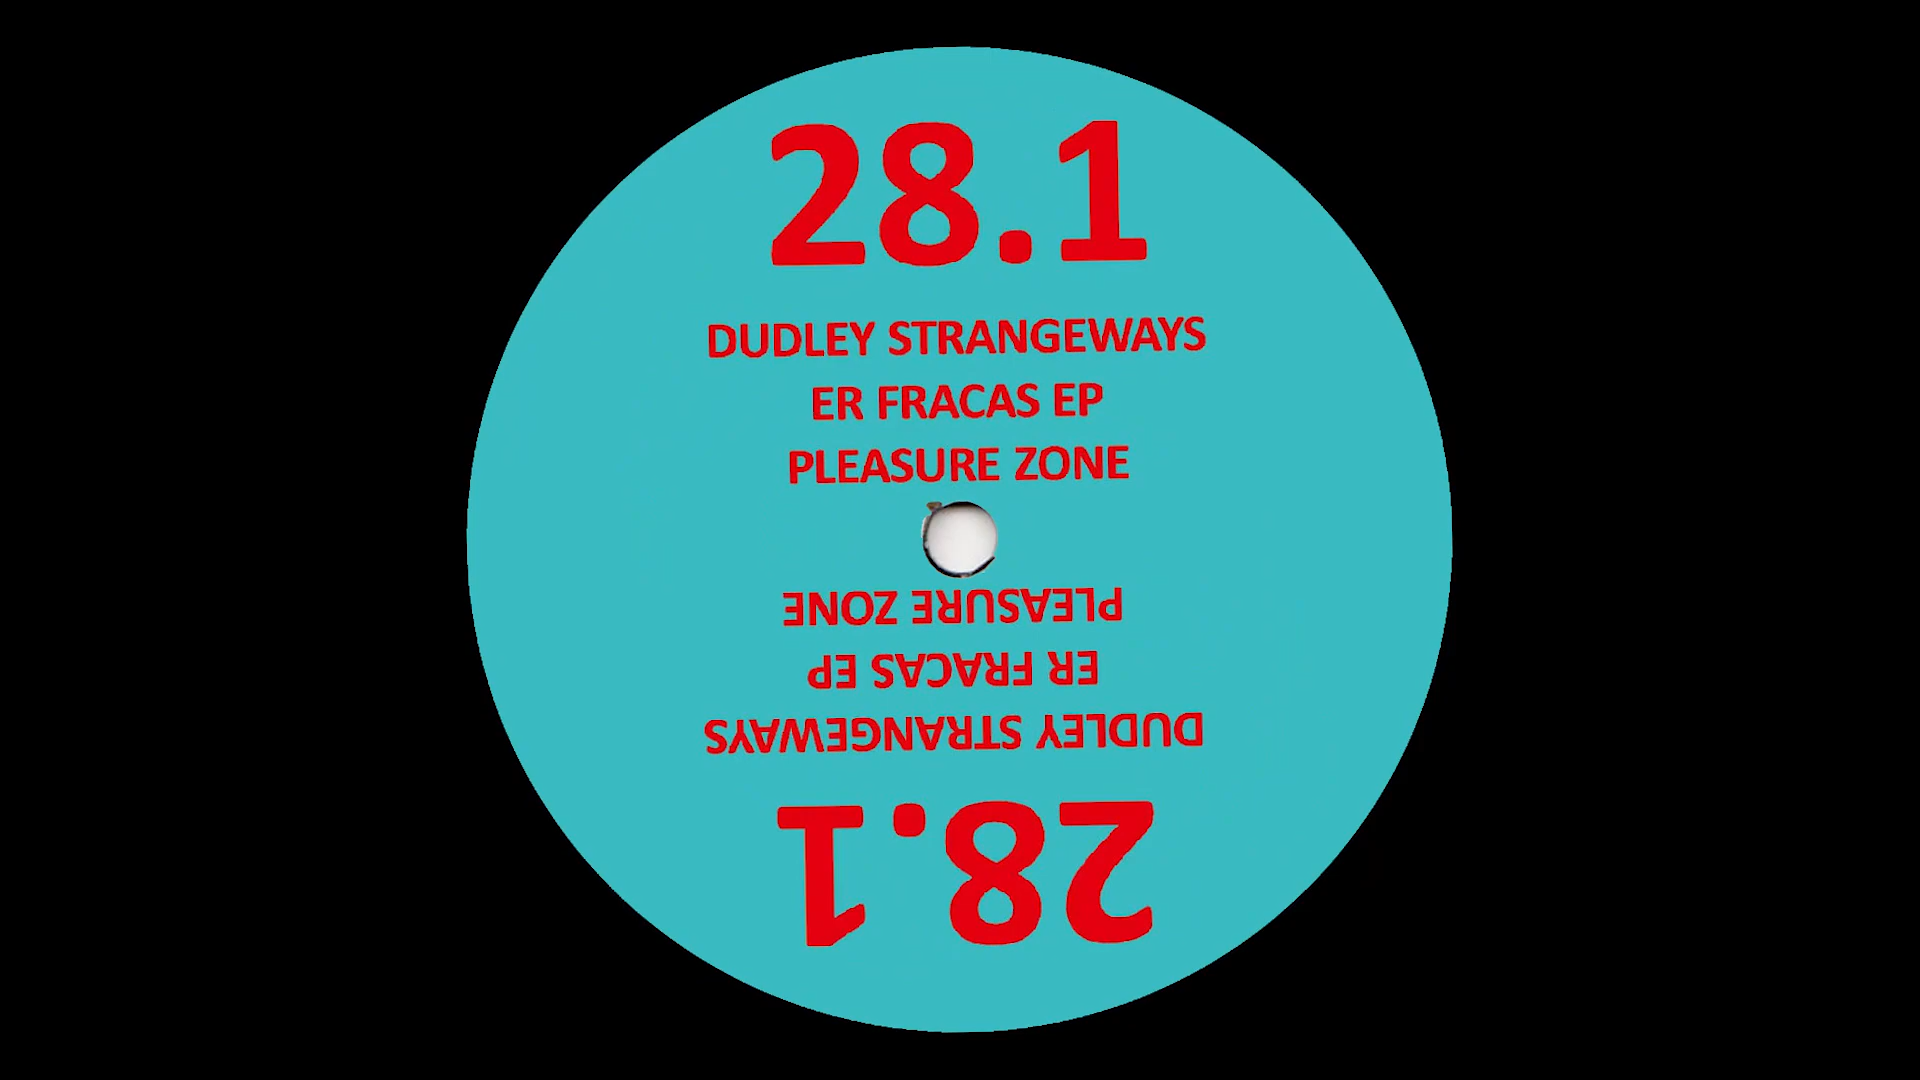 28.1
DUDLEY STRANGEWAYS
ER FRACAS EP
PLEASURE ZONE
PLEASURE ZONE
ER FRACAS EP
DUDLEY STRANGEWAYS
28.1